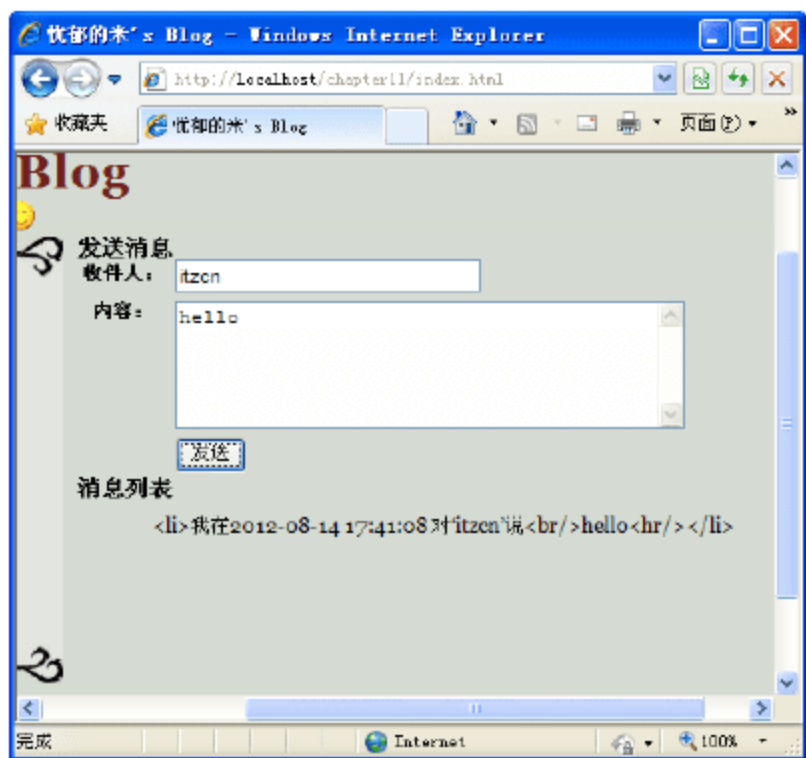 忧郁的米's Blog - Windows Internet Explorer
http://localhost/chapter11/index.html
收藏夹
忧郁的米's Blog
页面(P)
»
Blog
发送消息
收件人：
itzcn
内容：
hello
发送
消息列表
<li>我在2012-08-14 17:41:08对"itzcn"说<br/>hello<hr/></li>
完成
Internet
100%